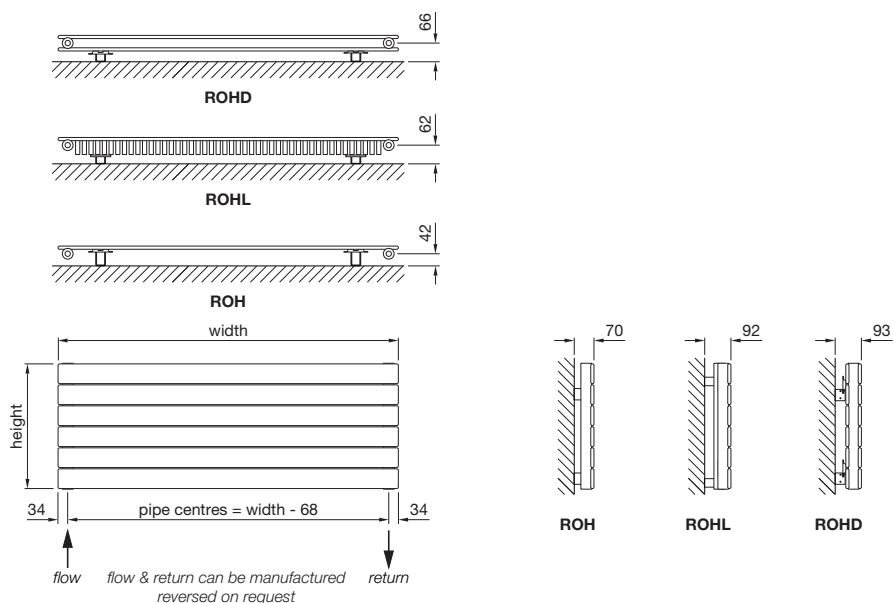 66
ROHD
62
ROHL
42
ROH
width
70
92
93
height
34
pipe centres = width - 68
34
ROH
ROHL
ROHD
flow
flow & return can be manufactured
reversed on request
return